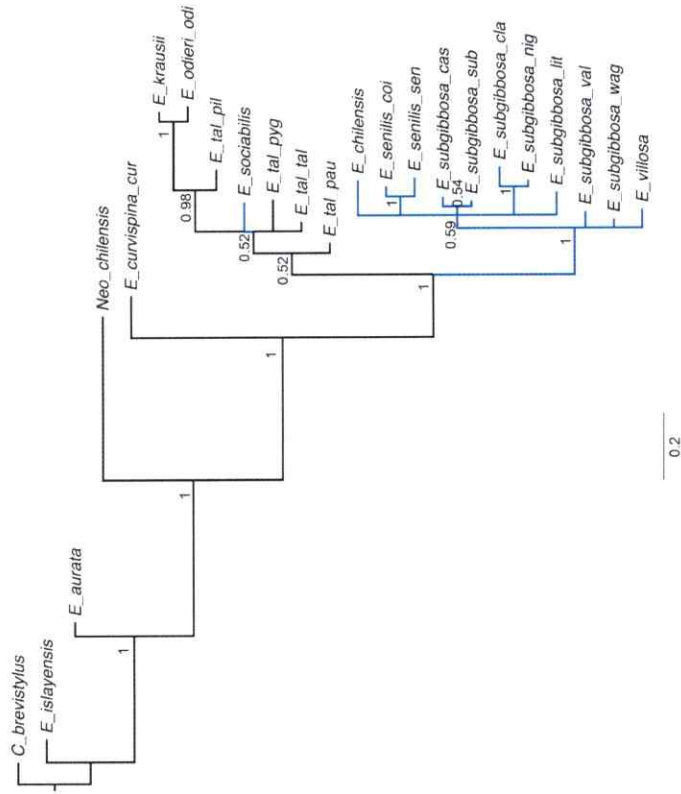 C_brevistylus
E_islayensis
E_aurata
Neo_chilensis
E_curvispina_cur
E_krausii
E_odieri_odi
E_tal_pil
E_sociabilis
E_tal_pyg
E_tal_tal
E_tal_pau
E_chilensis
E_senilis_coi
E_senilis_sen
E_subgibbosa_cas
E_subgibbosa_sub
E_subgibbosa_cla
E_subgibbosa_nig
E_subgibbosa_lit
E_subgibbosa_val
E_subgibbosa_wag
E_villosa
1
1
1
1
1
0.98
0.52
0.52
1
0.54
0.59
1
1
0.2